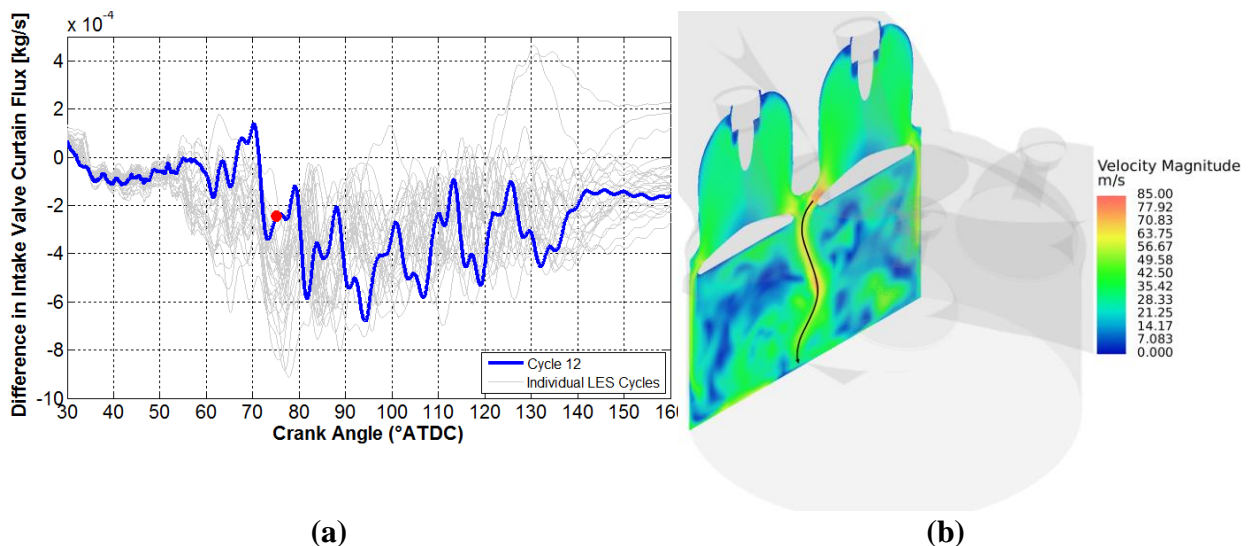 x 10-4
4
2
0
-2
-4
-6
-8
-10
Difference in Intake Valve Curtain Flux [kg/s]
30 40 50 60 70 80 90 100 110 120 130 140 150 160
Crank Angle (°ATDC)
Cycle 12
Individual LES Cycles
(a)
Velocity Magnitude
m/s
85.00
77.92
70.83
63.75
56.67
49.58
42.50
35.42
28.33
21.25
14.17
7.083
0.000
(b)